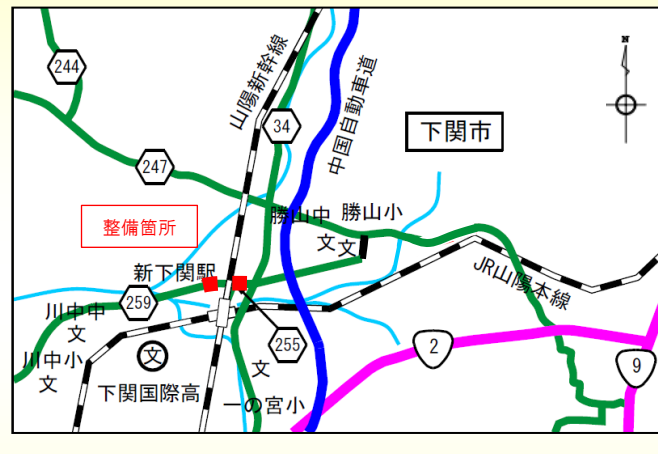 N
244
山陽新幹線
34
中国自動車道
下関市
247
勝山中
勝山小
整備箇所
文
文
新下関駅
JR山陽本線
259
川中中
文
255
2
9
川中小
文
文
文
下関国際高
一の宮小